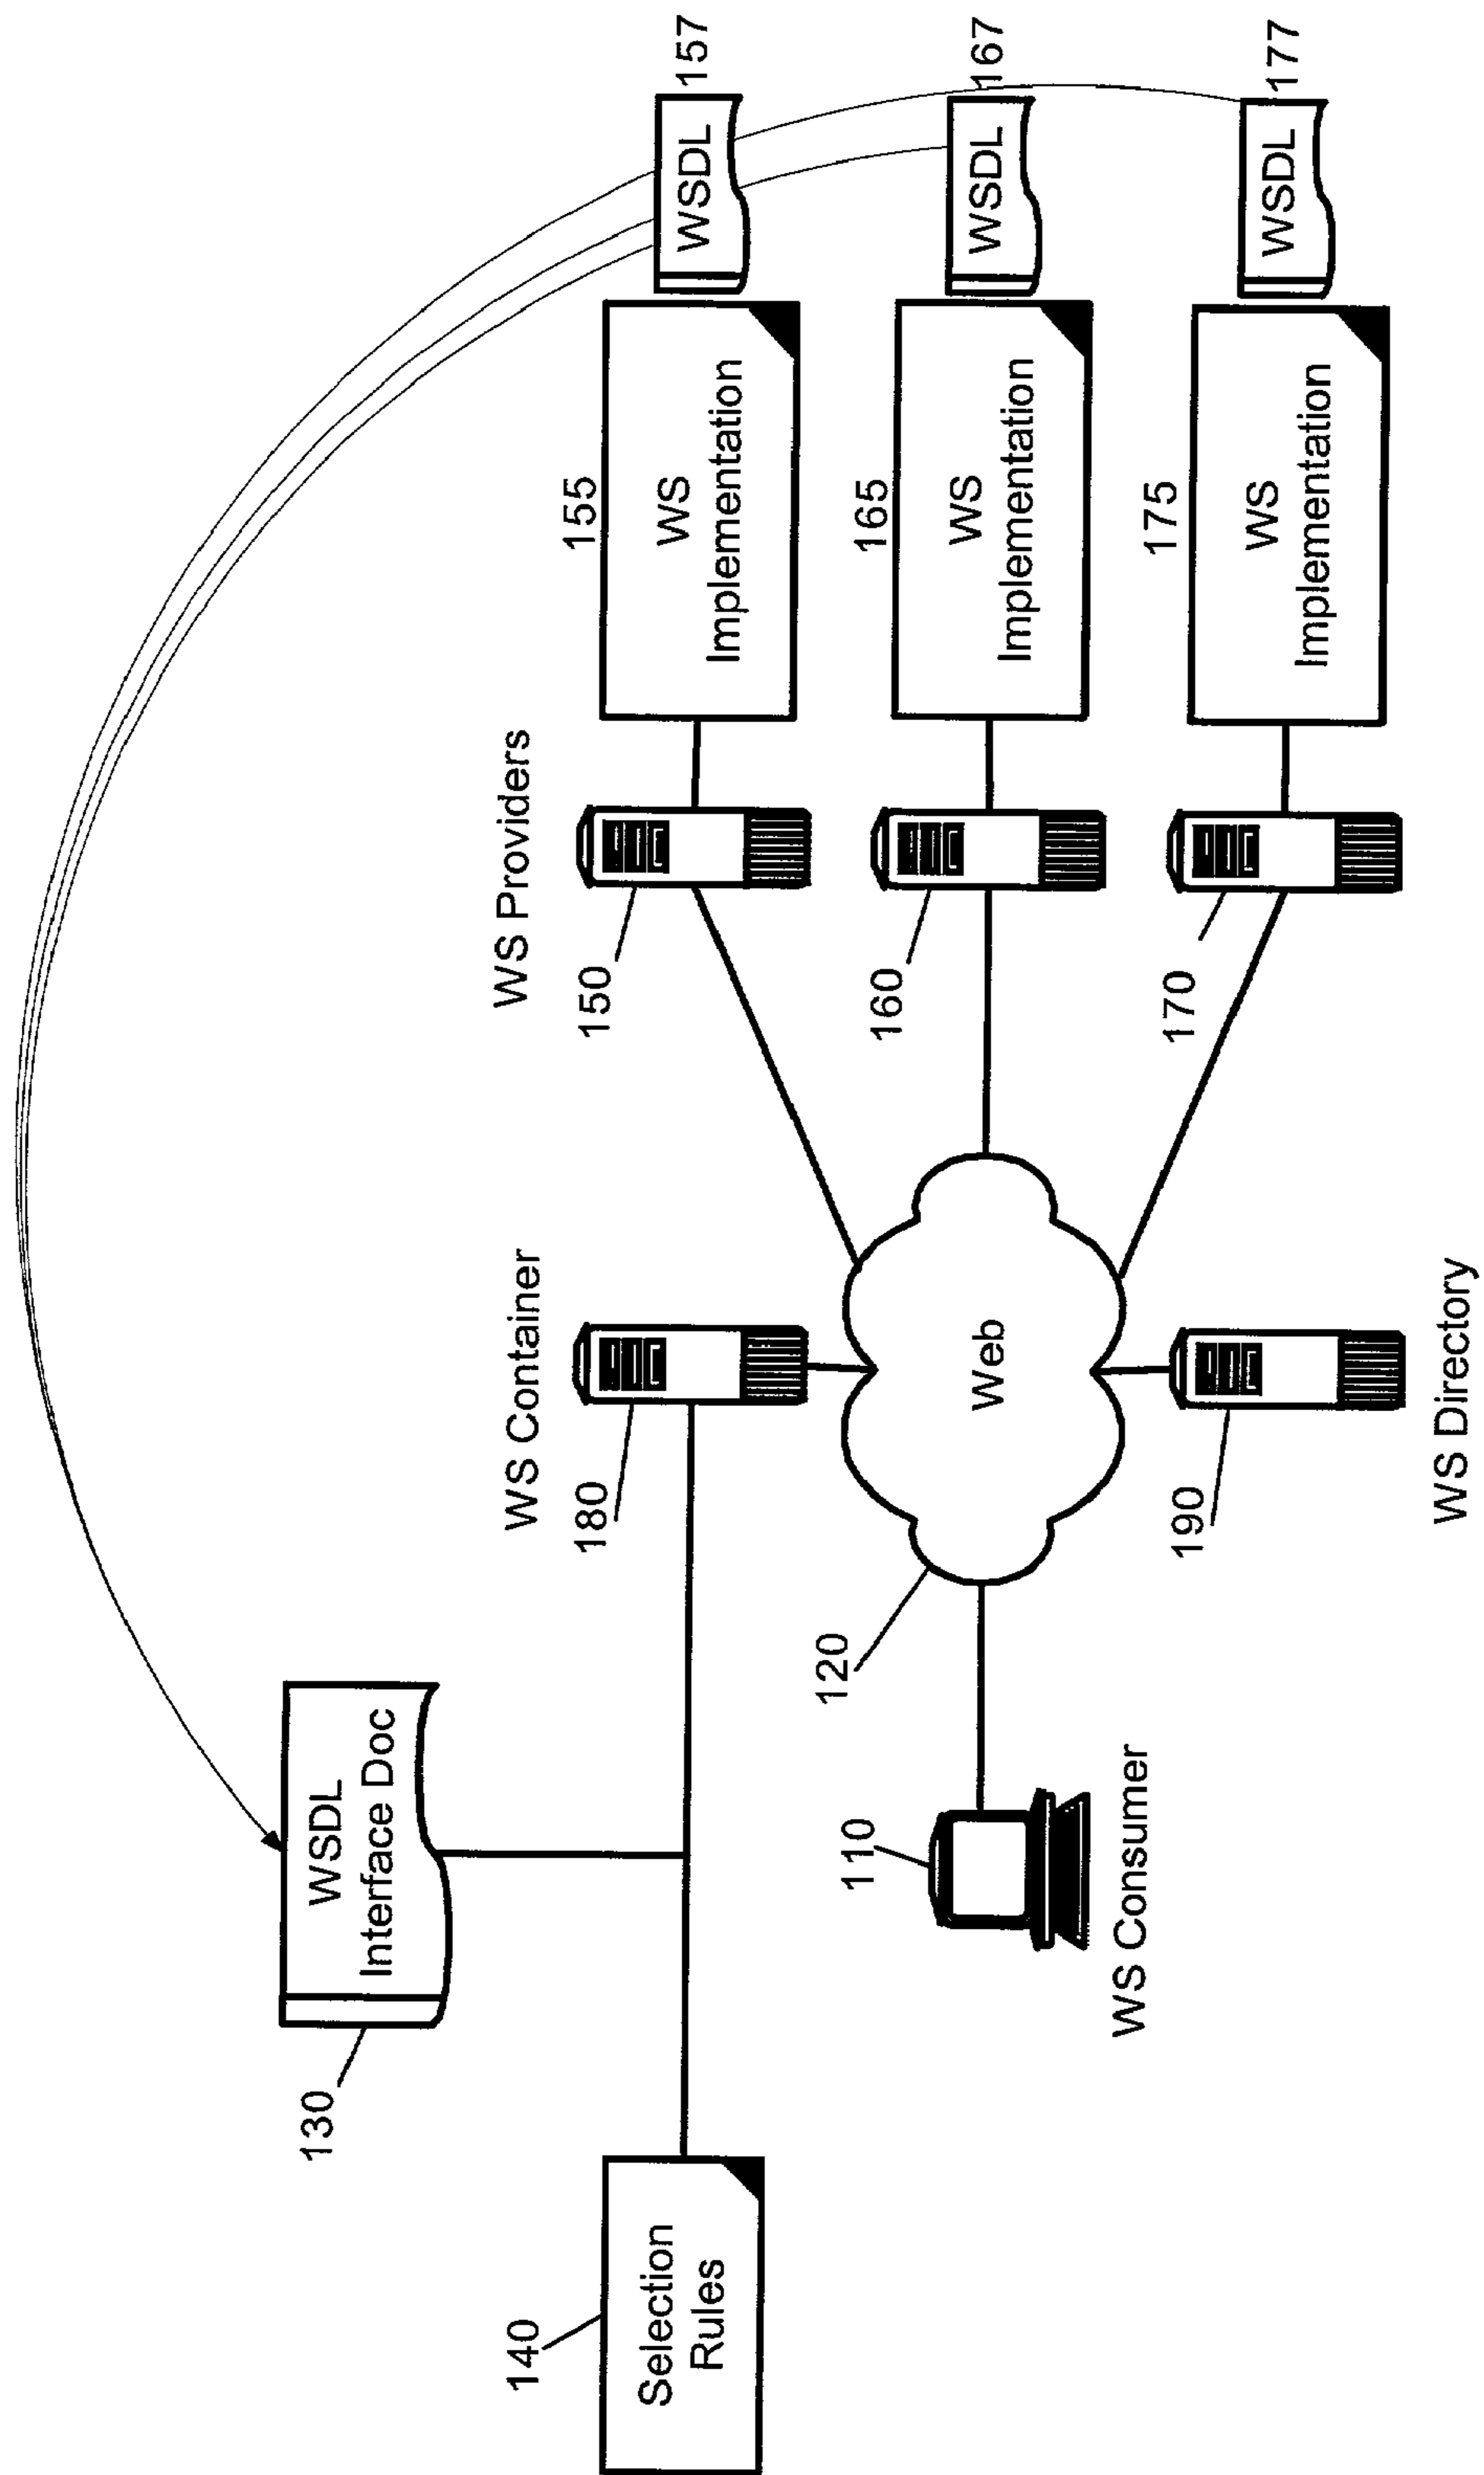 130
WSDL
Interface Doc
140
Selection
Rules
WS Container
180
WS Providers
150
155
WS
Implementation
WSDL
157
120
Web
160
165
WS
Implementation
WSDL
167
110
WS Consumer
190
WS Directory
170
175
WS
Implementation
WSDL
177